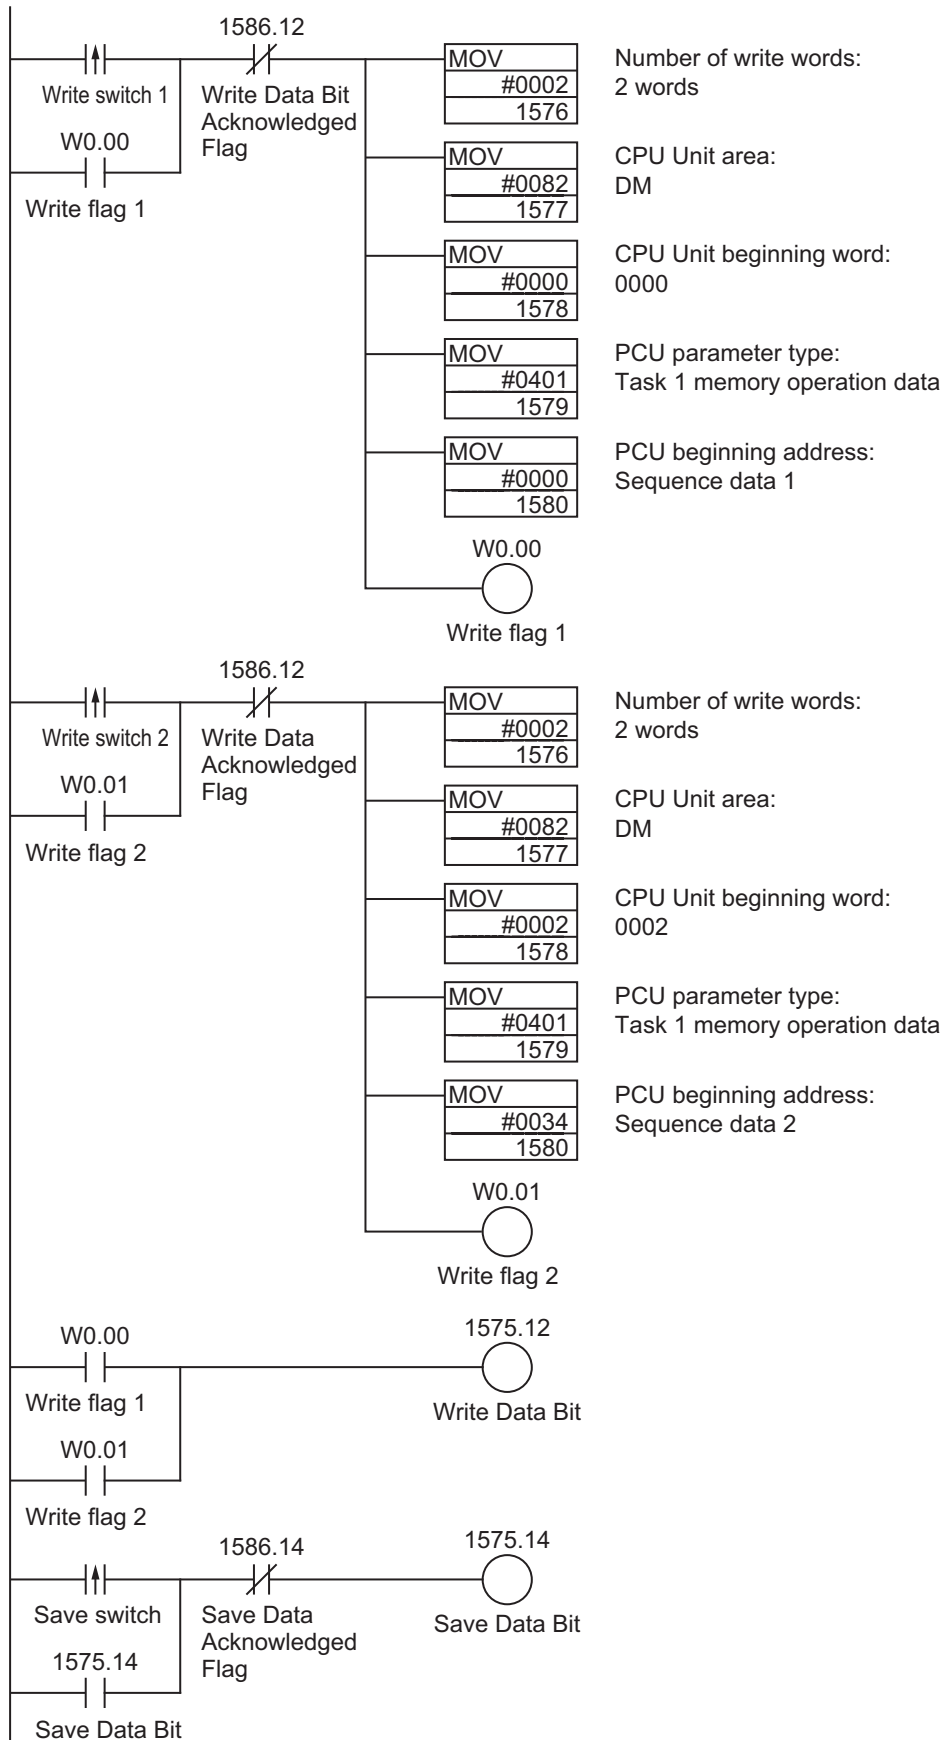 1586.12
MOV
#0002
1576
Number of write words:
2 words
Write switch 1
Write Data Bit
Acknowledged
Flag
W0.00
Write flag 1
MOV
#0082
1577
CPU Unit area:
DM
MOV
#0000
1578
CPU Unit beginning word:
0000
MOV
#0401
1579
PCU parameter type:
Task 1 memory operation data
MOV
#0000
1580
PCU beginning address:
Sequence data 1
W0.00
Write flag 1
1586.12
MOV
#0002
1576
Number of write words:
2 words
Write switch 2
Write Data
Acknowledged
Flag
W0.01
Write flag 2
MOV
#0082
1577
CPU Unit area:
DM
MOV
#0002
1578
CPU Unit beginning word:
0002
MOV
#0401
1579
PCU parameter type:
Task 1 memory operation data
MOV
#0034
1580
PCU beginning address:
Sequence data 2
W0.01
Write flag 2
W0.00
Write flag 1
1575.12
Write Data Bit
W0.01
Write flag 2
1586.14
1575.14
Save switch
Save Data
Acknowledged
Flag
Save Data Bit
1575.14
Save Data Bit